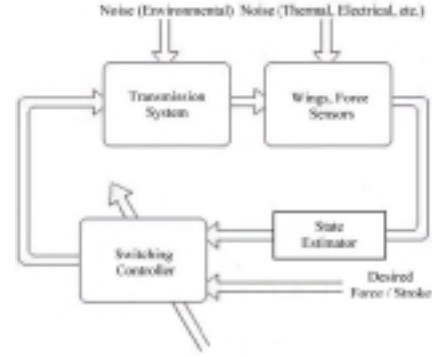 Noise (Environmental) Noise (Thermal, Electrical, etc.)
Transmission
System
Wings, Force
Sensors
State
Estimator
Switching
Controller
Desired
Force / Stroke